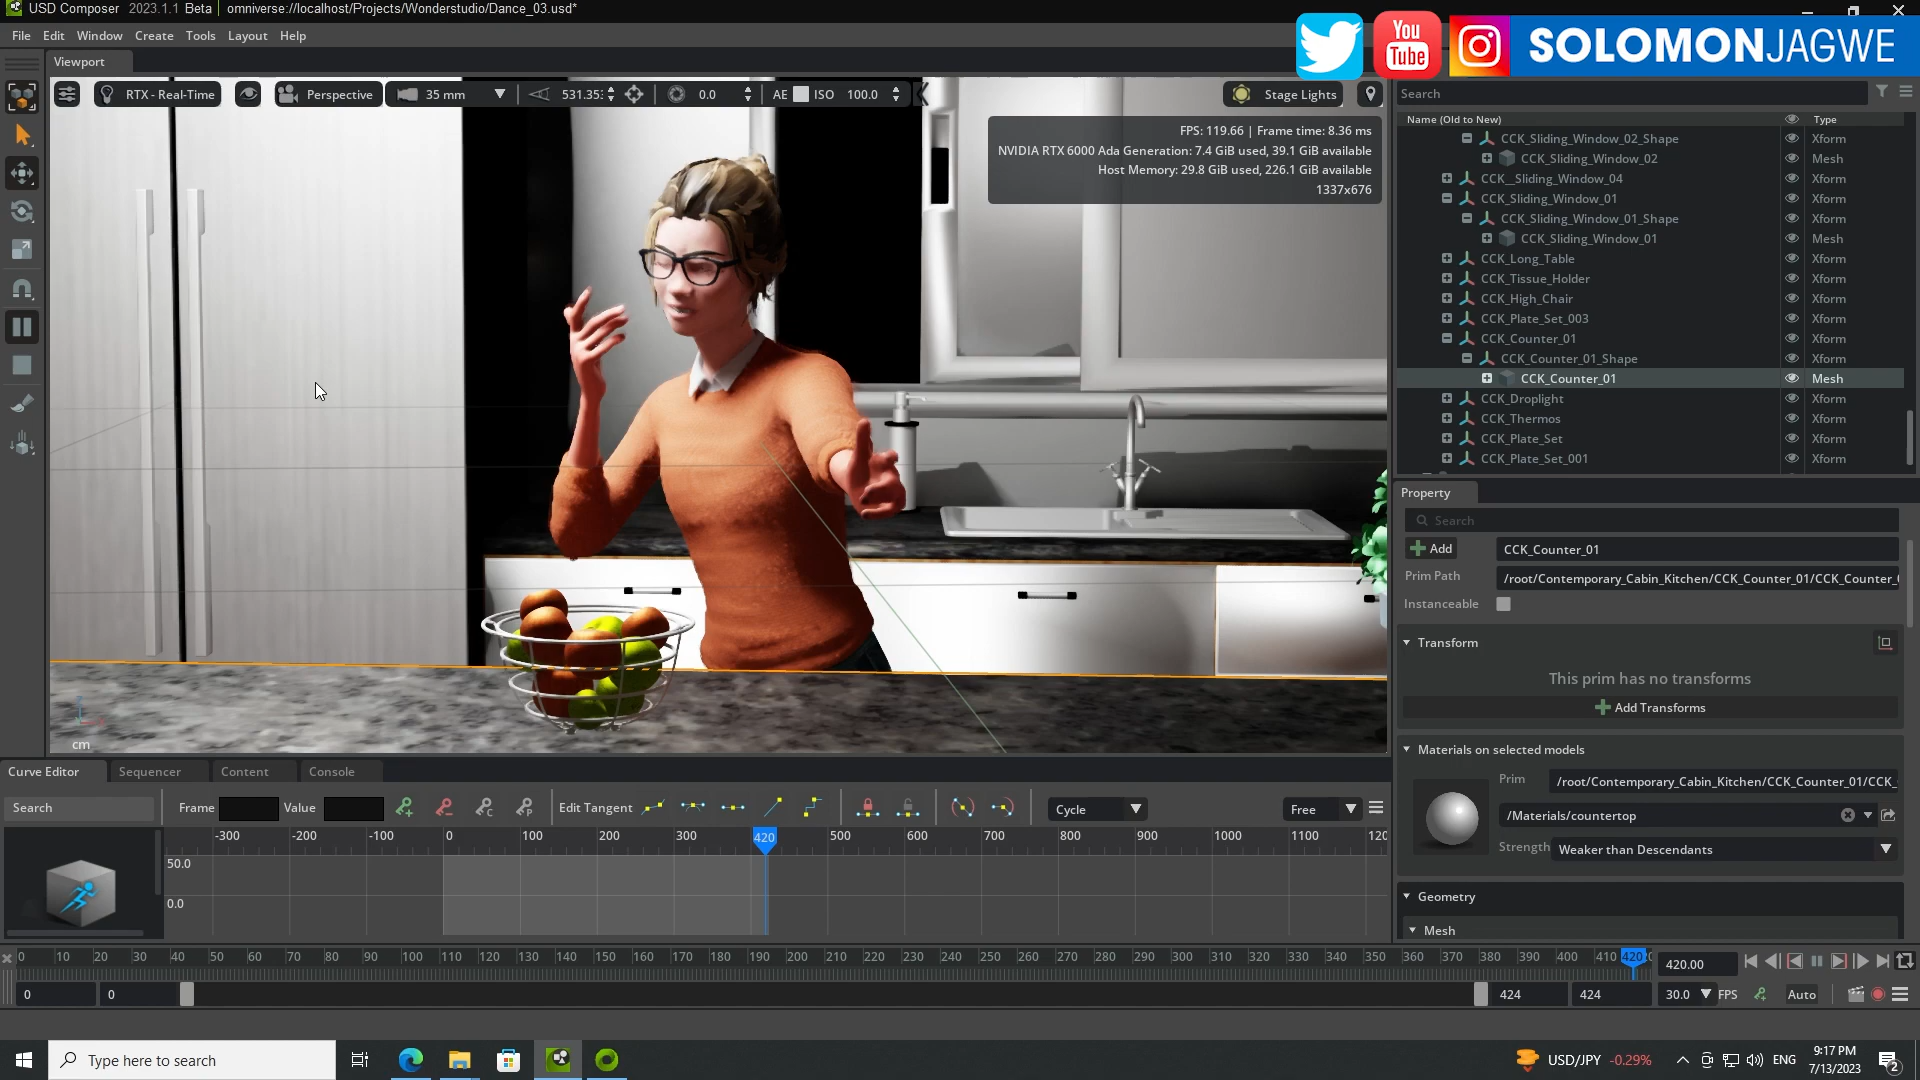 USD Composer 2023.1.1 Beta omniverse://localhost/Projects/Wonderstudio/Dance_03.usd*
File Edit Window Create Tools Layout Help
You
Tube
SOLOMONJAGWE
Viewport
RTX - Real-Time
Perspective
35 mm
531.35
0.0
AE
ISO
100.0
Stage Lights
FPS: 119.66 | Frame time: 8.36 ms
NVIDIA RTX 6000 Ada Generation: 7.4 GiB used, 39.1 GiB available
Host Memory: 29.8 GiB used, 226.1 GiB available
1337x676
cm
Search
Name (Old to New) Type
CCK_Sliding_Window_02_Shape Xform
CCK_Sliding_Window_02 Mesh
CCK__Sliding_Window_04 Xform
CCK_Sliding_Window_01 Xform
CCK_Sliding_Window_01_Shape Xform
CCK_Sliding_Window_01 Mesh
CCK_Long_Table Xform
CCK_Tissue_Holder Xform
CCK_High_Chair Xform
CCK_Plate_Set_003 Xform
CCK_Counter_01 Xform
CCK_Counter_01_Shape Xform
CCK_Counter_01 Mesh
CCK_Droplight Xform
CCK_Thermos Xform
CCK_Plate_Set Xform
CCK_Plate_Set_001 Xform
Property
Search
Add CCK_Counter_01
Prim Path /root/Contemporary_Cabin_Kitchen/CCK_Counter_01/CCK_Counter_
Instanceable
Transform
This prim has no transforms
Add Transforms
Materials on selected models
Prim /root/Contemporary_Cabin_Kitchen/CCK_Counter_01/CCK_
/Materials/countertop
Strength Weaker than Descendants
Geometry
Mesh
Curve Editor Sequencer Content Console
Search Frame Value Edit Tangent Cycle Free
-300 -200 -100 0 100 200 300 420 500 600 700 800 900 1000 1100 120
50.0
0.0
0 10 20 30 40 50 60 70 80 90 100 110 120 130 140 150 160 170 180 190 200 210 220 230 240 250 260 270 280 290 300 310 320 330 340 350 360 370 380 390 400 410 420
420.00
0 0 424 424 30.0 FPS Auto
Type here to search
USD/JPY -0.29% ENG
9:17 PM
7/13/2023
2